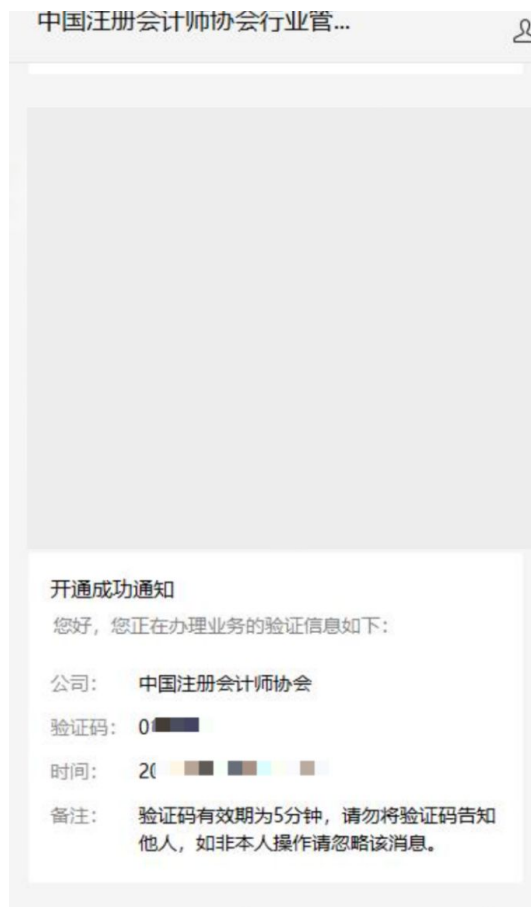 中国注册会计师协会行业管...
开通成功通知
您好，您正在办理业务的验证信息如下：
公司： 中国注册会计师协会
验证码： 0
时间： 20
备注： 验证码有效期为5分钟，请勿将验证码告知
他人，如非本人操作请忽略该消息。